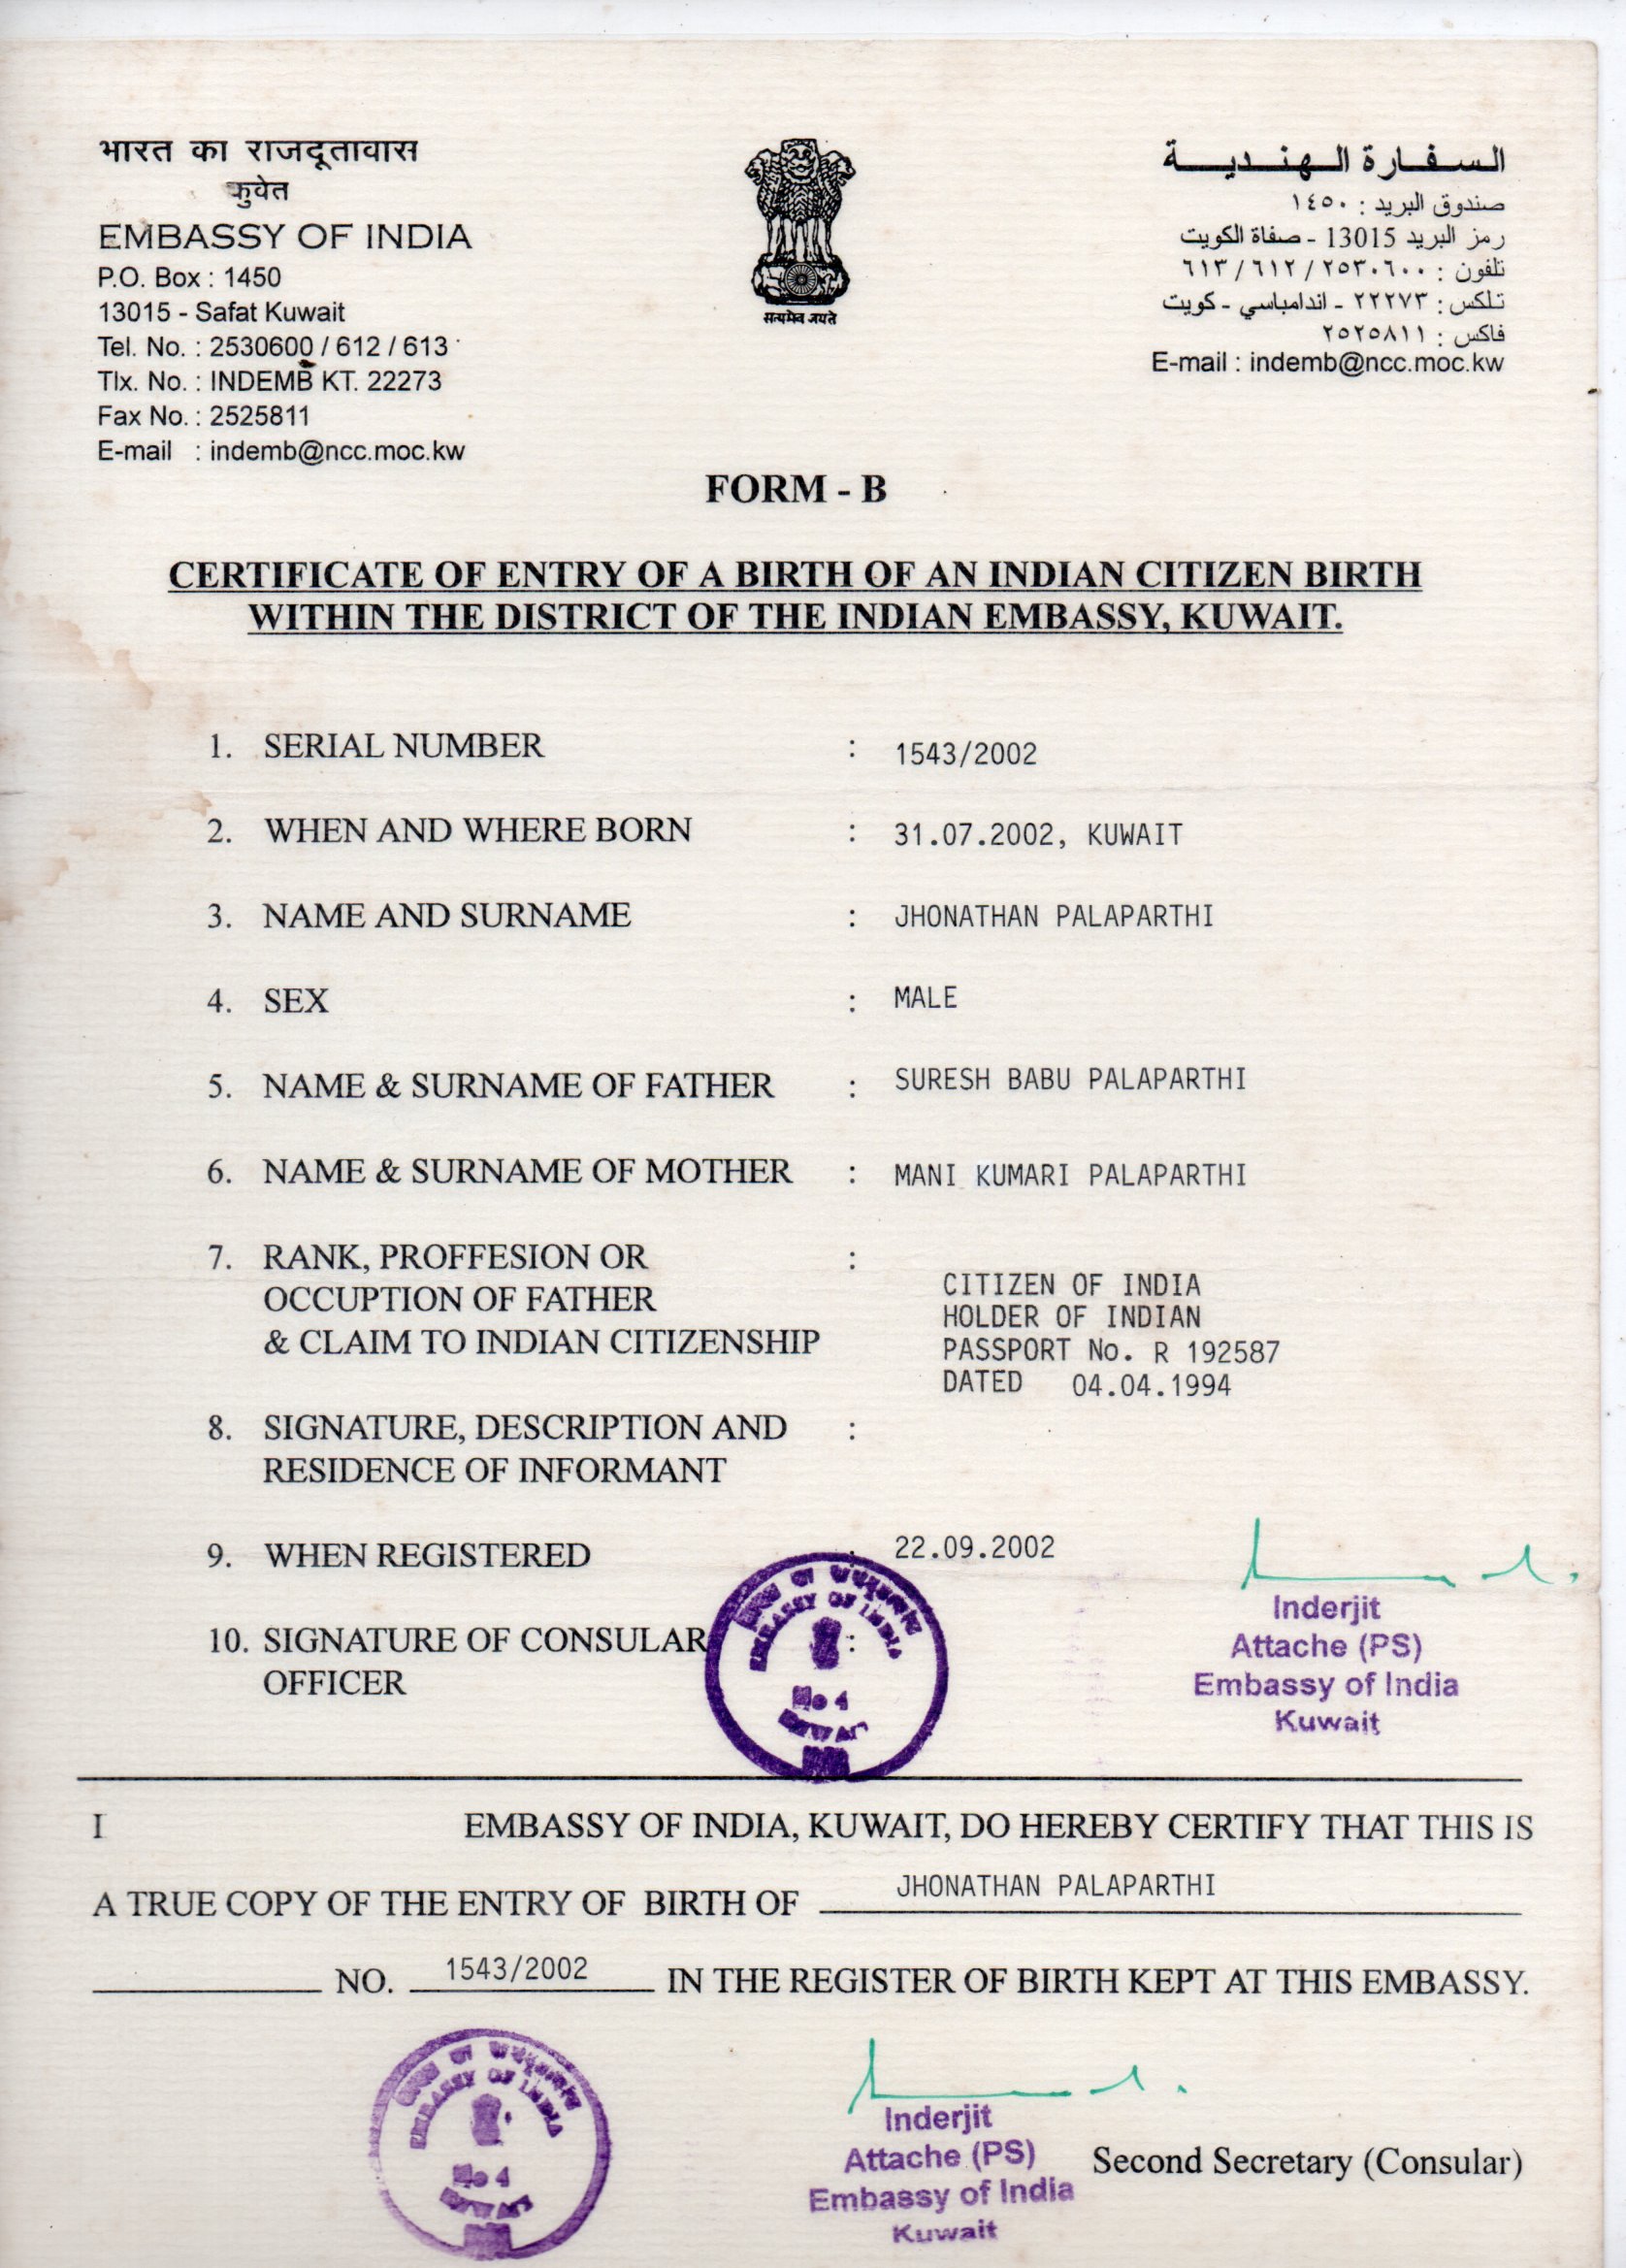 भारत का राजदूतावास
कुवेत
EMBASSY OF INDIA
P.O. Box : 1450
13015 - Safat Kuwait
Tel. No. : 2530600 / 612 / 613
Tlx. No. : INDEMB KT. 22273
Fax No. : 2525811
E-mail : indemb@ncc.moc.kw
सत्यमेव जयते
السفارة الهندية
صندوق البريد : ١٤٥٠
رمز البريد 13015 - صفاة الكويت
تلفون : ٢٥٣٠٦٠٠ / ٦١٢ / ٦١٣
تلكس : ٢٢٢٧٣ - اندامباسي - كويت
فاكس : ٢٥٢٥٨١١
E-mail : indemb@ncc.moc.kw
FORM - B
CERTIFICATE OF ENTRY OF A BIRTH OF AN INDIAN CITIZEN BIRTH
WITHIN THE DISTRICT OF THE INDIAN EMBASSY, KUWAIT.
1. SERIAL NUMBER : 1543/2002
2. WHEN AND WHERE BORN : 31.07.2002, KUWAIT
3. NAME AND SURNAME : JHONATHAN PALAPARTHI
4. SEX : MALE
5. NAME & SURNAME OF FATHER : SURESH BABU PALAPARTHI
6. NAME & SURNAME OF MOTHER : MANI KUMARI PALAPARTHI
7. RANK, PROFFESION OR :
OCCUPTION OF FATHER
& CLAIM TO INDIAN CITIZENSHIP
CITIZEN OF INDIA
HOLDER OF INDIAN
PASSPORT No. R 192587
DATED 04.04.1994
8. SIGNATURE, DESCRIPTION AND :
RESIDENCE OF INFORMANT
9. WHEN REGISTERED : 22.09.2002
10. SIGNATURE OF CONSULAR :
OFFICER
EMBASSY OF INDIA
No 4
KUWAIT
Inderjit
Attache (PS)
Embassy of India
Kuwait
I EMBASSY OF INDIA, KUWAIT, DO HEREBY CERTIFY THAT THIS IS
A TRUE COPY OF THE ENTRY OF BIRTH OF JHONATHAN PALAPARTHI
NO. 1543/2002 IN THE REGISTER OF BIRTH KEPT AT THIS EMBASSY.
EMBASSY OF INDIA
No 4
KUWAIT
Inderjit
Attache (PS)
Embassy of India
Kuwait
Second Secretary (Consular)